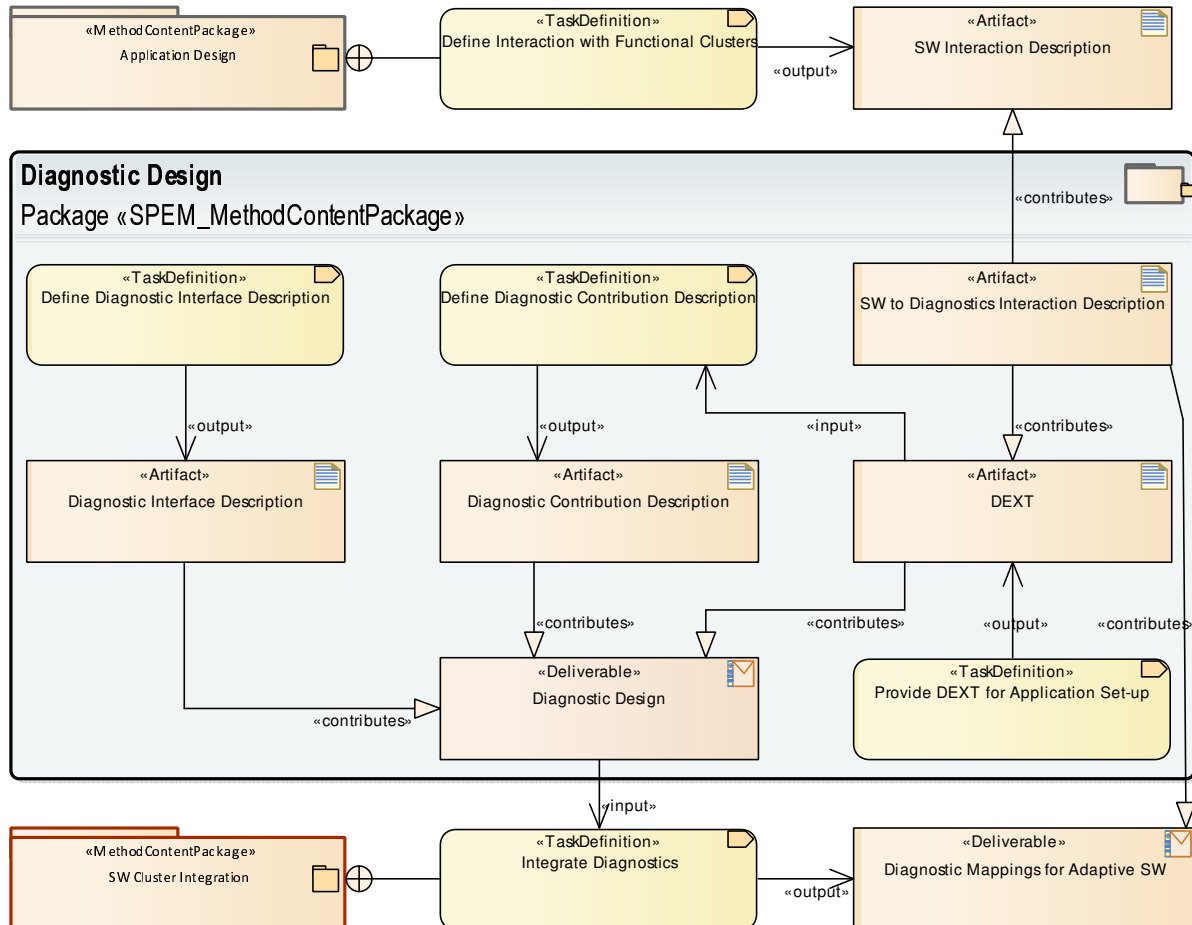 «MethodContentPackage»
Application Design
«TaskDefinition»
Define Interaction with Functional Clusters
«output»
«Artifact»
SW Interaction Description
Diagnostic Design
Package «SPEM_MethodContentPackage»
«contributes»
«TaskDefinition»
Define Diagnostic Interface Description
«TaskDefinition»
Define Diagnostic Contribution Description
«Artifact»
SW to Diagnostics Interaction Description
«output»
«output»
«input»
«contributes»
«Artifact»
Diagnostic Interface Description
«Artifact»
Diagnostic Contribution Description
«Artifact»
DEXT
«contributes»
«contributes»
«output»
«contributes»
«Deliverable»
Diagnostic Design
«TaskDefinition»
Provide DEXT for Application Set-up
«contributes»
«input»
«MethodContentPackage»
SW Cluster Integration
«TaskDefinition»
Integrate Diagnostics
«output»
«Deliverable»
Diagnostic Mappings for Adaptive SW